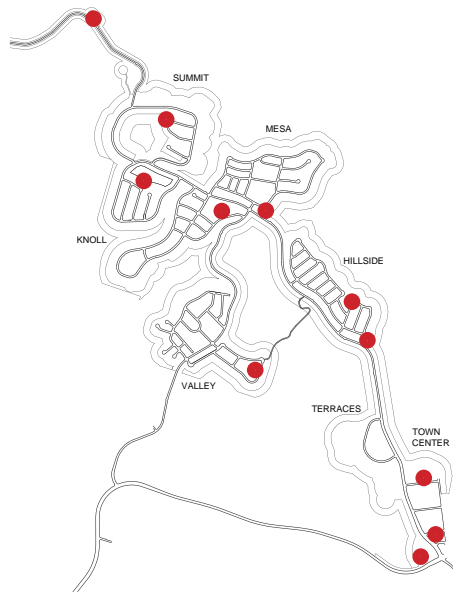 SUMMIT
MESA
KNOLL
HILLSIDE
VALLEY
TERRACES
TOWN
CENTER